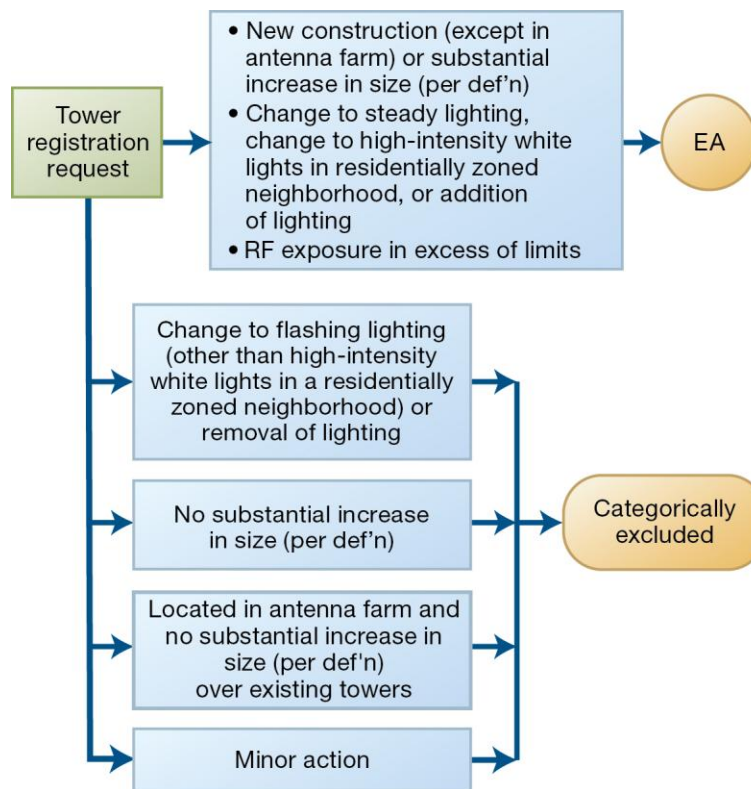 Tower
registration
request
• New construction (except in
antenna farm) or substantial
increase in size (per def’n)
• Change to steady lighting,
change to high-intensity white
lights in residentially zoned
neighborhood, or addition
of lighting
• RF exposure in excess of limits
EA
Change to flashing lighting
(other than high-intensity
white lights in a residentially
zoned neighborhood) or
removal of lighting
No substantial increase
in size (per def’n)
Located in antenna farm and
no substantial increase in
size (per def'n)
over existing towers
Minor action
Categorically
excluded